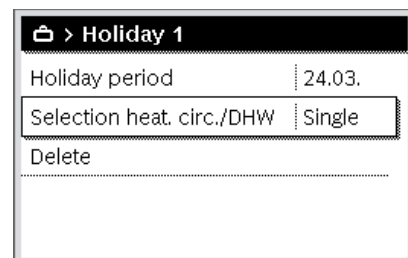 > Holiday 1
Holiday period 24.03.
Selection heat. circ./DHW Single
Delete